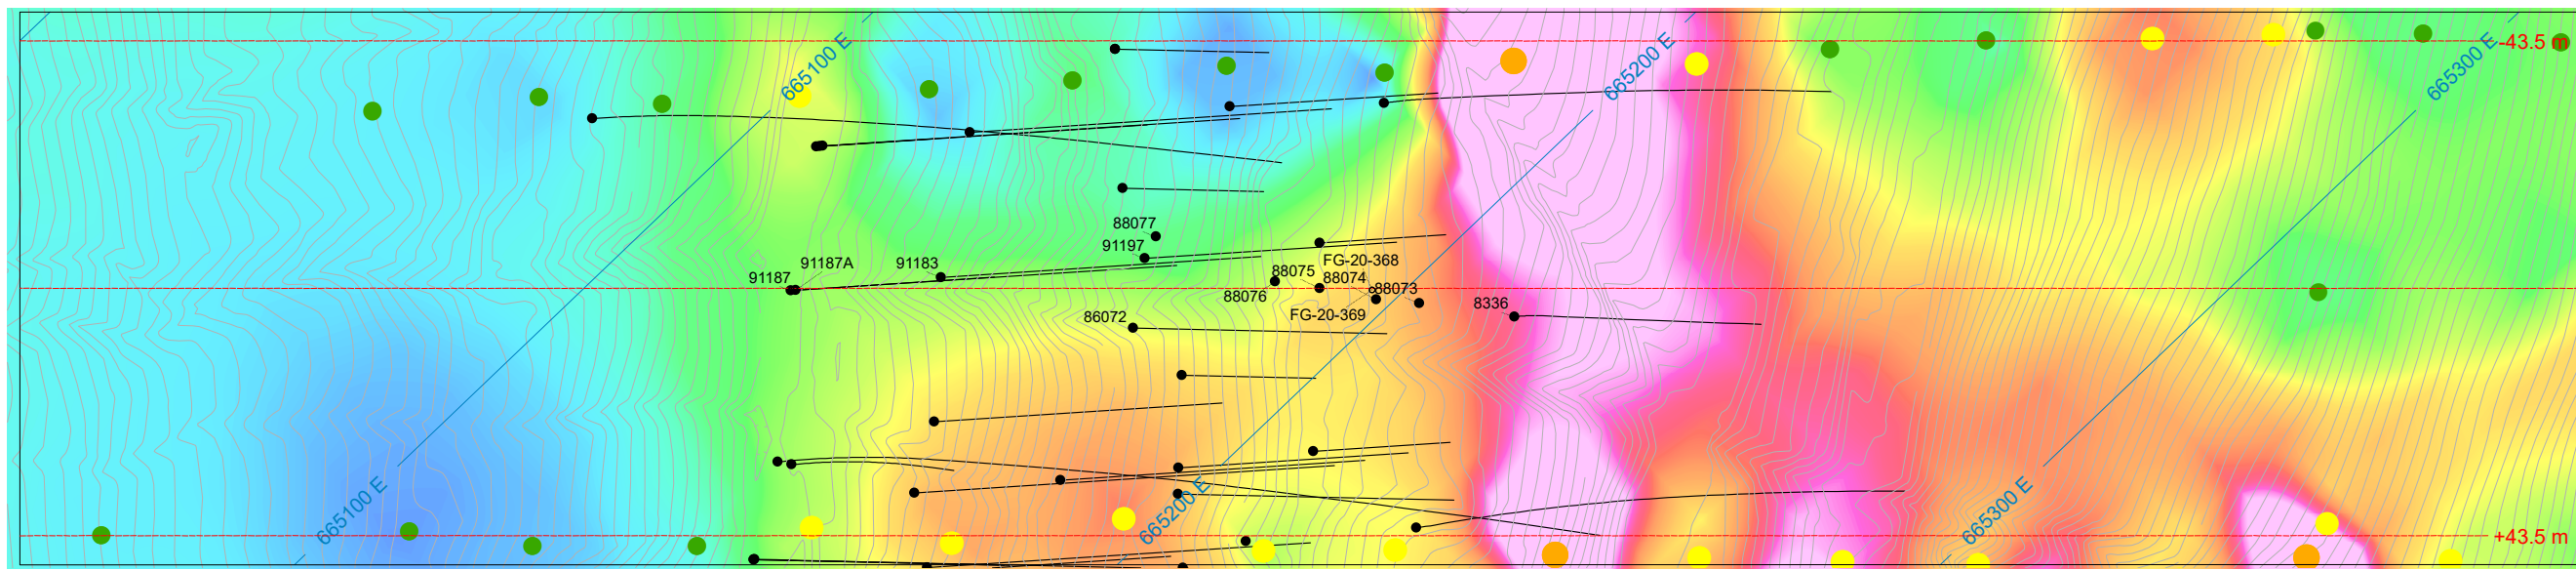 665100 E
665200 E
665300 E
-43.5 m
88077
91197
91187A
91183
91187
FG-20-368
88075
88074
88076
88073
8336
FG-20-369
86072
665100 E
665200 E
665300 E
+43.5 m